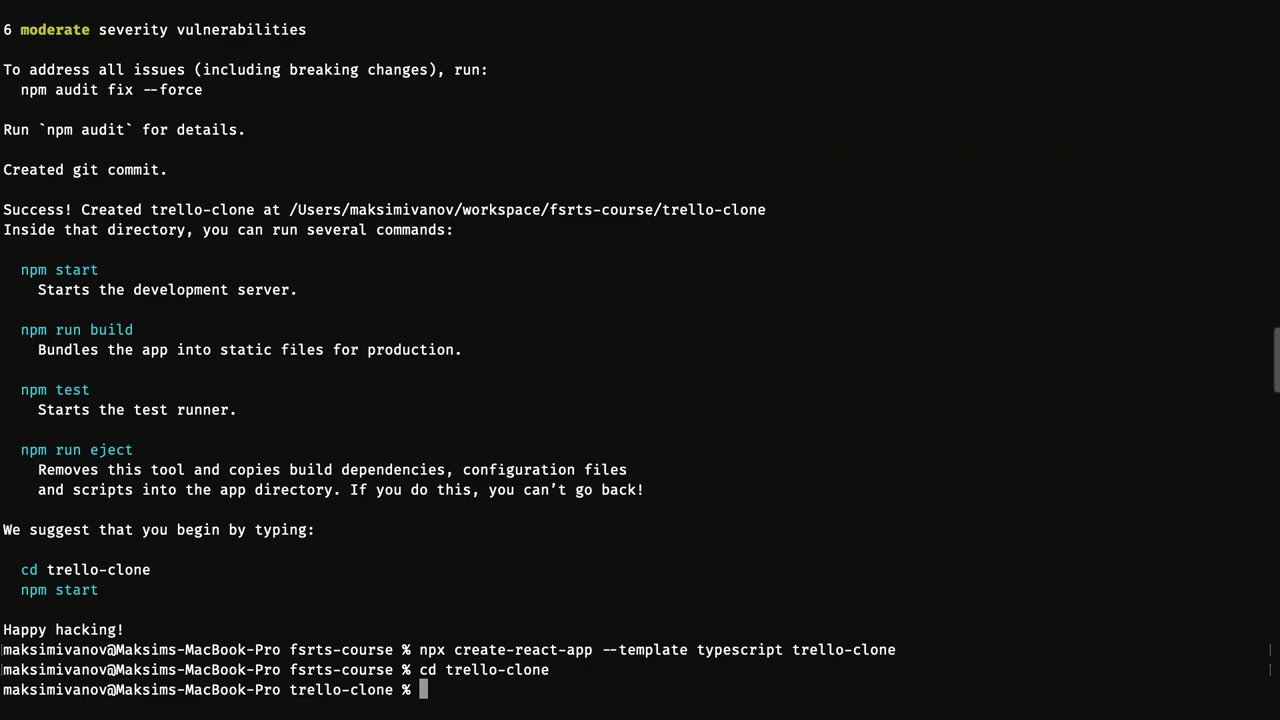 6 moderate severity vulnerabilities
To address all issues (including breaking changes), run:
npm audit fix --force
Run `npm audit` for details.
Created git commit.
Success! Created trello-clone at /Users/maksimivanov/workspace/fsrts-course/trello-clone
Inside that directory, you can run several commands:
npm start
Starts the development server.
npm run build
Bundles the app into static files for production.
npm test
Starts the test runner.
npm run eject
Removes this tool and copies build dependencies, configuration files
and scripts into the app directory. If you do this, you can’t go back!
We suggest that you begin by typing:
cd trello-clone
npm start
Happy hacking!
maksimivanov@Maksims-MacBook-Pro fsrts-course % npx create-react-app --template typescript trello-clone
maksimivanov@Maksims-MacBook-Pro fsrts-course % cd trello-clone
maksimivanov@Maksims-MacBook-Pro trello-clone %